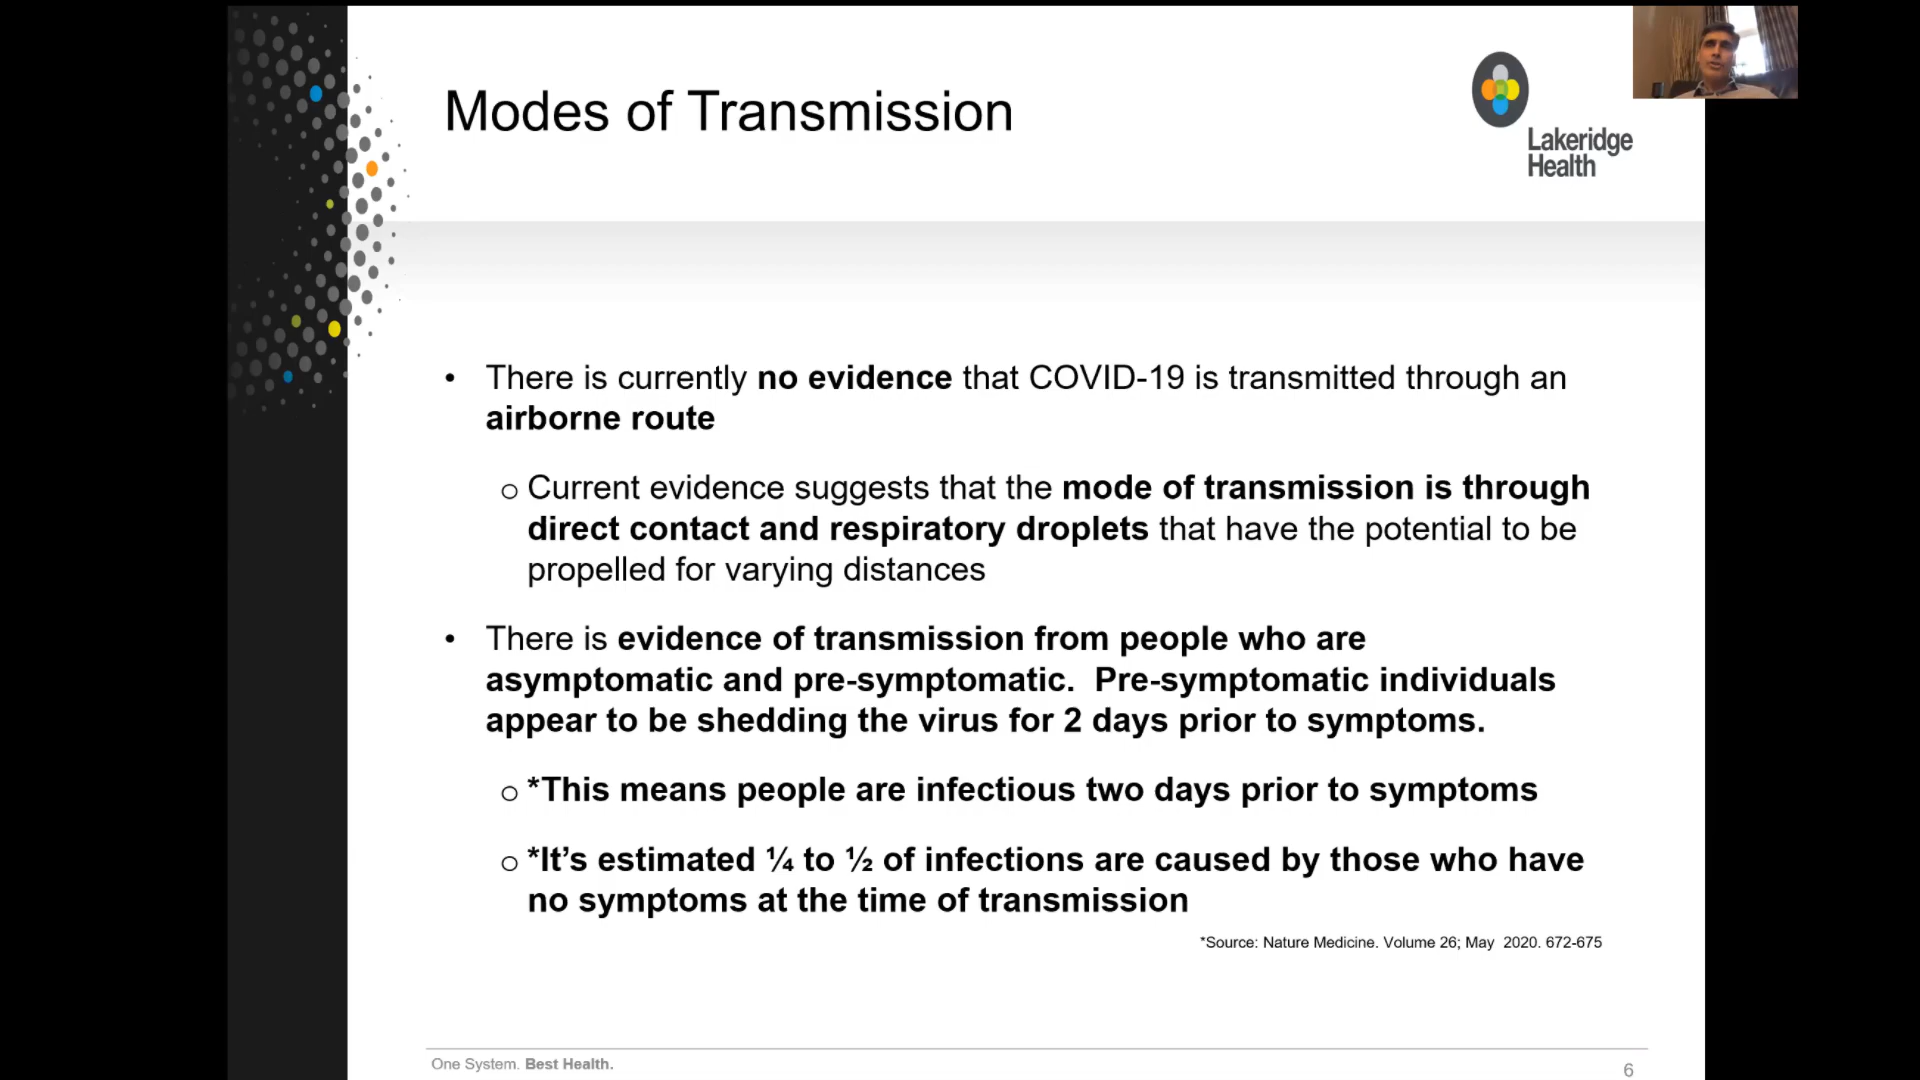 Modes of Transmission
Lakeridge
Health
• There is currently no evidence that COVID-19 is transmitted through an
airborne route
o Current evidence suggests that the mode of transmission is through
direct contact and respiratory droplets that have the potential to be
propelled for varying distances
• There is evidence of transmission from people who are
asymptomatic and pre-symptomatic.  Pre-symptomatic individuals
appear to be shedding the virus for 2 days prior to symptoms.
o *This means people are infectious two days prior to symptoms
o *It’s estimated ¼ to ½ of infections are caused by those who have
no symptoms at the time of transmission
*Source: Nature Medicine. Volume 26; May  2020. 672-675
One System. Best Health.
6